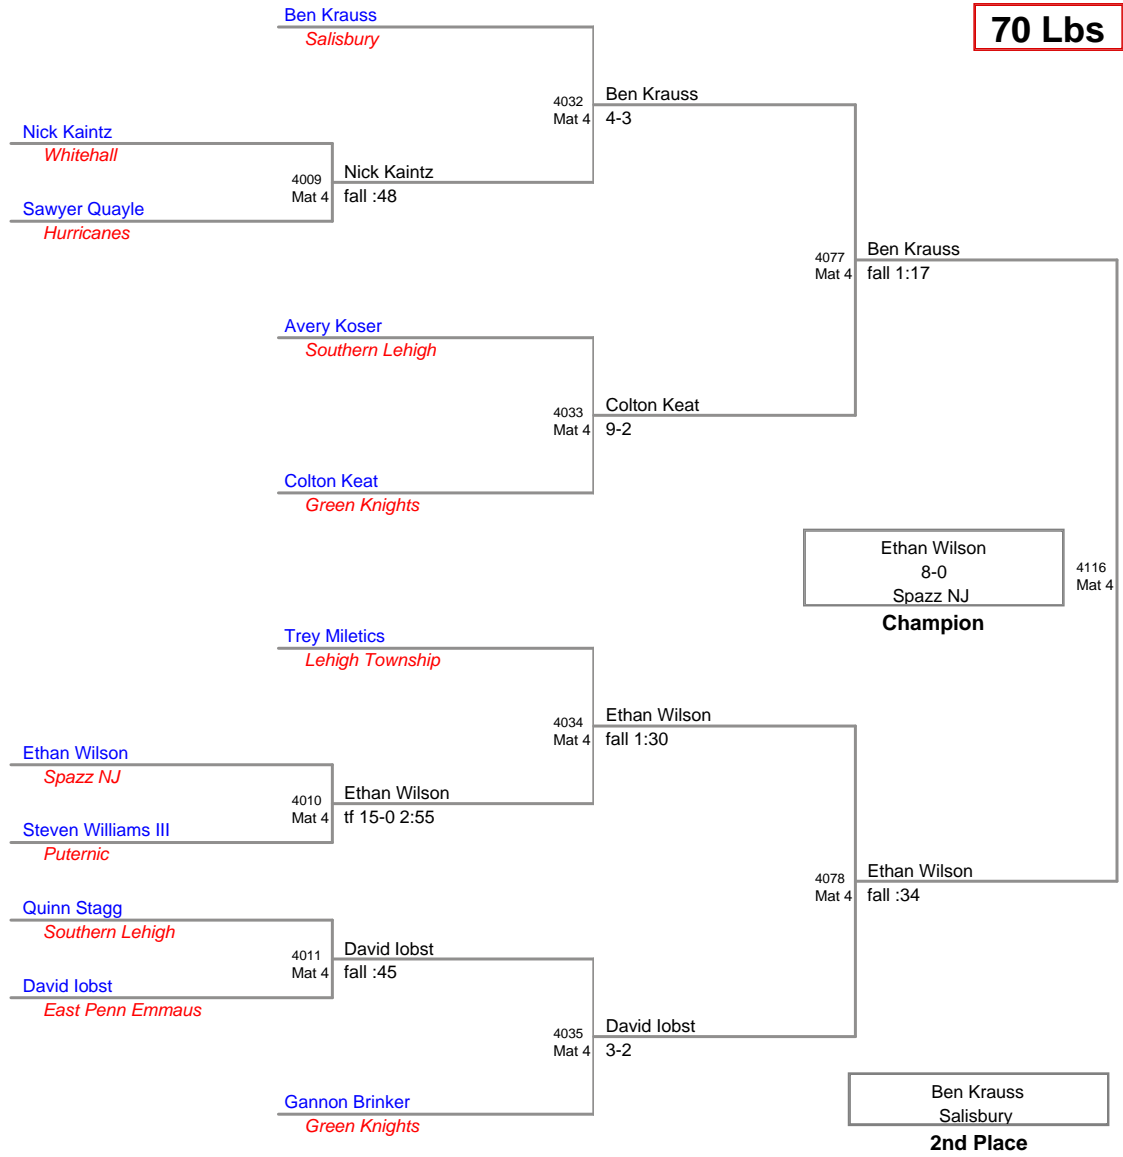 Ben Krauss
Salisbury
70 Lbs
4032
Mat 4
Ben Krauss
4-3
Nick Kaintz
Whitehall
4009
Mat 4
Nick Kaintz
fall :48
Sawyer Quayle
Hurricanes
4077
Mat 4
Ben Krauss
fall 1:17
Avery Koser
Southern Lehigh
4033
Mat 4
Colton Keat
9-2
Colton Keat
Green Knights
Ethan Wilson
8-0
Spazz NJ
Champion
4116
Mat 4
Trey Miletics
Lehigh Township
4034
Mat 4
Ethan Wilson
fall 1:30
Ethan Wilson
Spazz NJ
4010
Mat 4
Ethan Wilson
tf 15-0 2:55
Steven Williams III
Puternic
4078
Mat 4
Ethan Wilson
fall :34
Quinn Stagg
Southern Lehigh
4011
Mat 4
David Iobst
fall :45
David Iobst
East Penn Emmaus
4035
Mat 4
David Iobst
3-2
Gannon Brinker
Green Knights
Ben Krauss
Salisbury
2nd Place